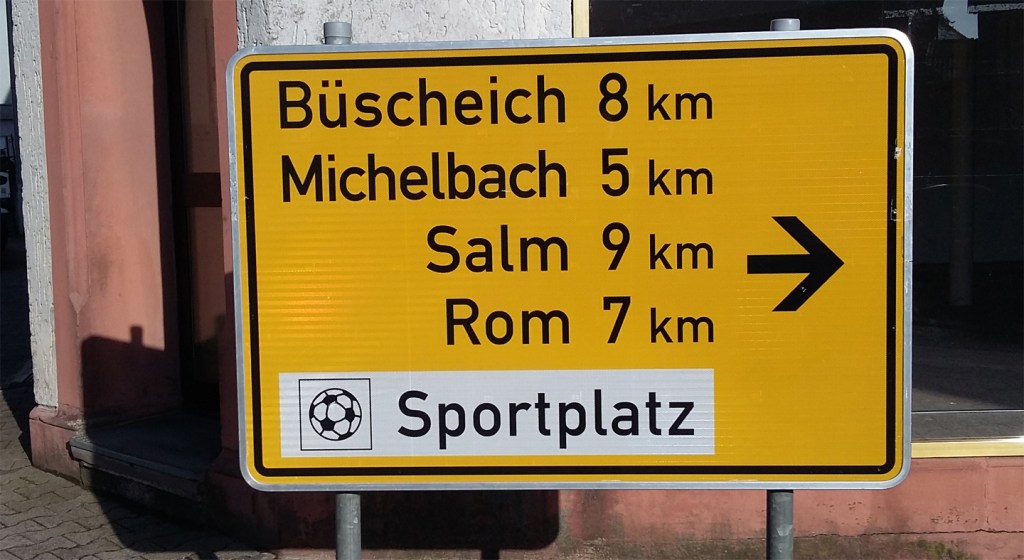 Büscheich 8 km
Michelbach 5 km
Salm 9 km
Rom 7 km
Sportplatz